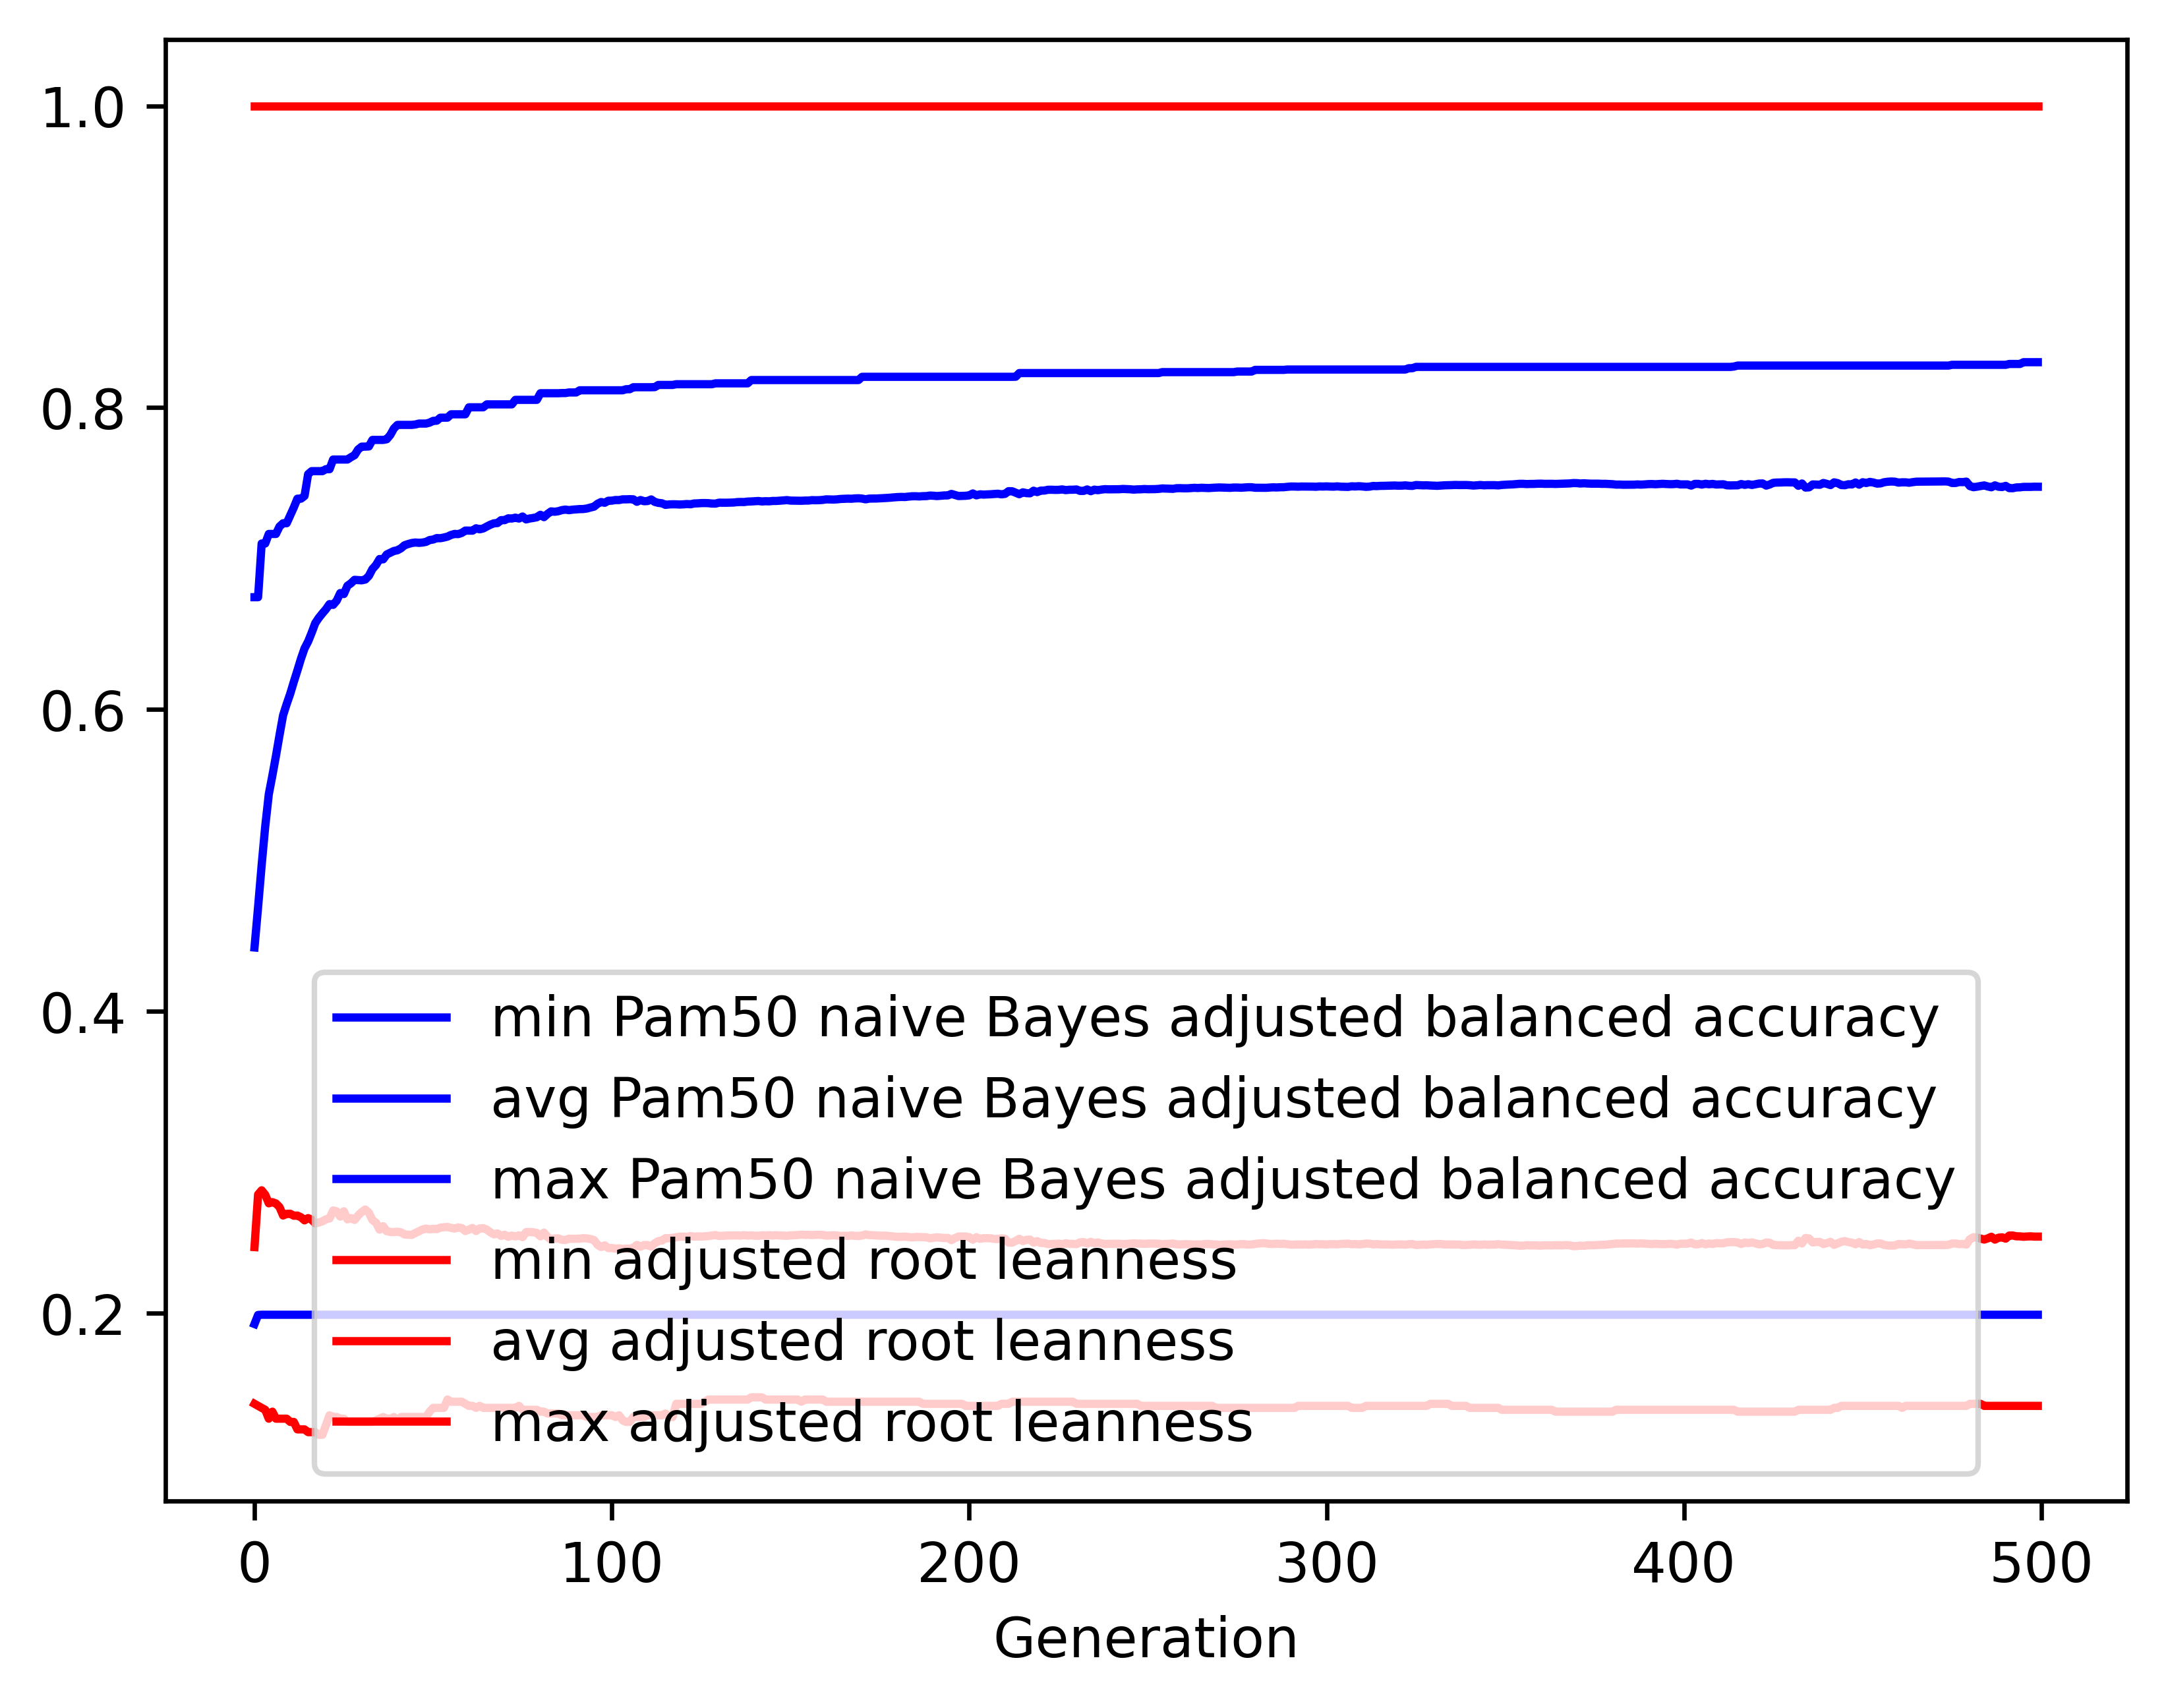 1.0
0.8
0.6
0.4
0.2
min Pam50 naive Bayes adjusted balanced accuracy
avg Pam50 naive Bayes adjusted balanced accuracy
max Pam50 naive Bayes adjusted balanced accuracy
min adjusted root leanness
avg adjusted root leanness
max adjusted root leanness
0 100 200 300 400 500
Generation